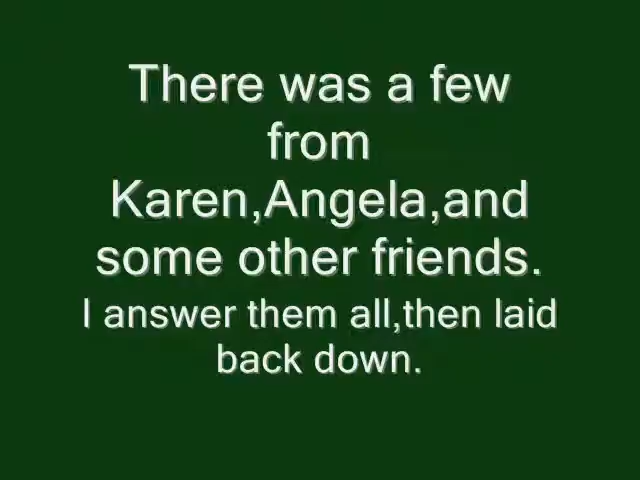 There was a few
from
Karen,Angela,and
some other friends.
I answer them all,then laid
back down.